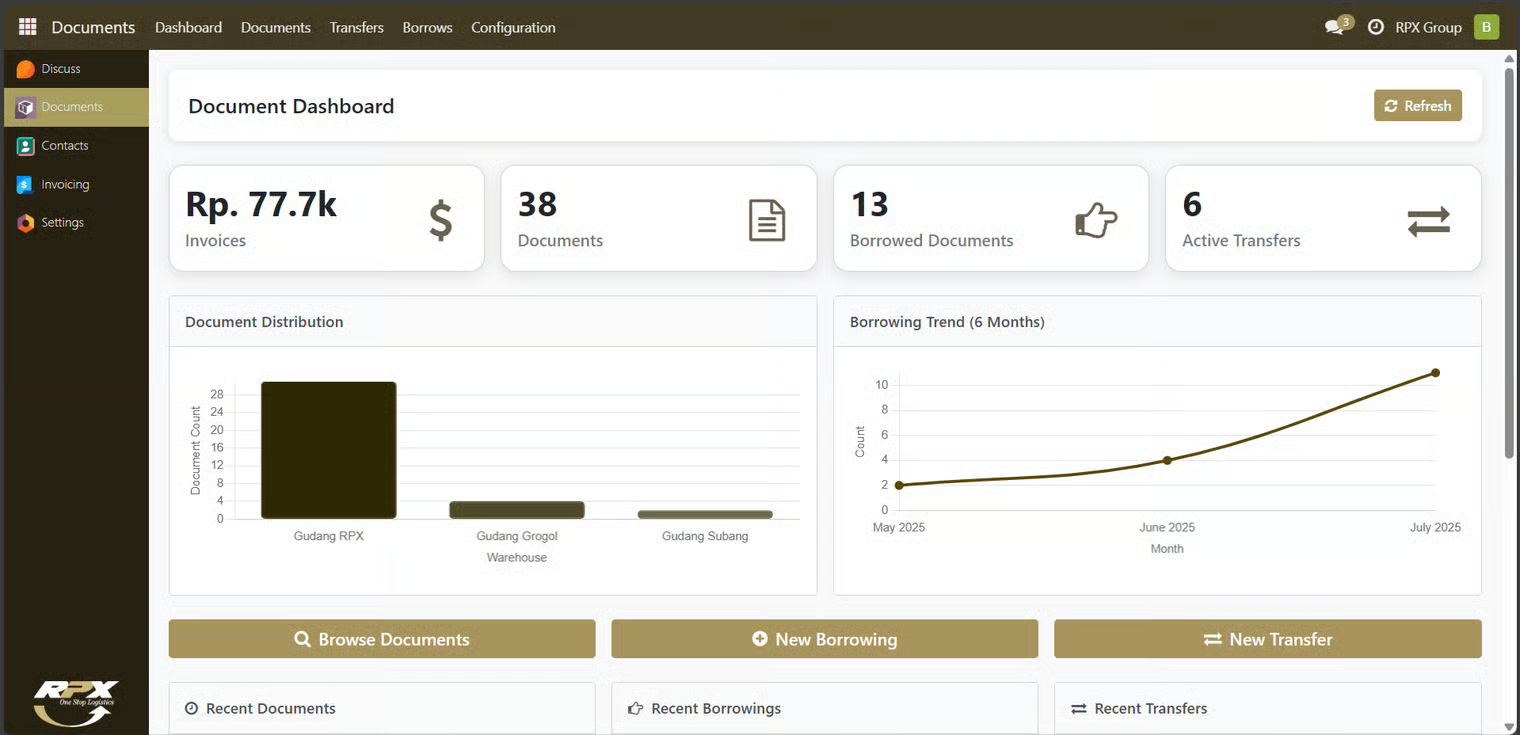 Documents Dashboard Documents Transfers Borrows Configuration 3 RPX Group B
Discuss
Documents
Contacts
Invoicing
Settings
RPX
One Stop Logistics
Document Dashboard
Refresh
Rp. 77.7k
Invoices
$
38
Documents
13
Borrowed Documents
6
Active Transfers
Document Distribution
Document Count
28
24
20
16
12
8
4
0
Gudang RPX Gudang Grogol Gudang Subang
Warehouse
Borrowing Trend (6 Months)
Count
10
8
6
4
2
0
May 2025 June 2025 July 2025
Month
Browse Documents
New Borrowing
New Transfer
Recent Documents
Recent Borrowings
Recent Transfers